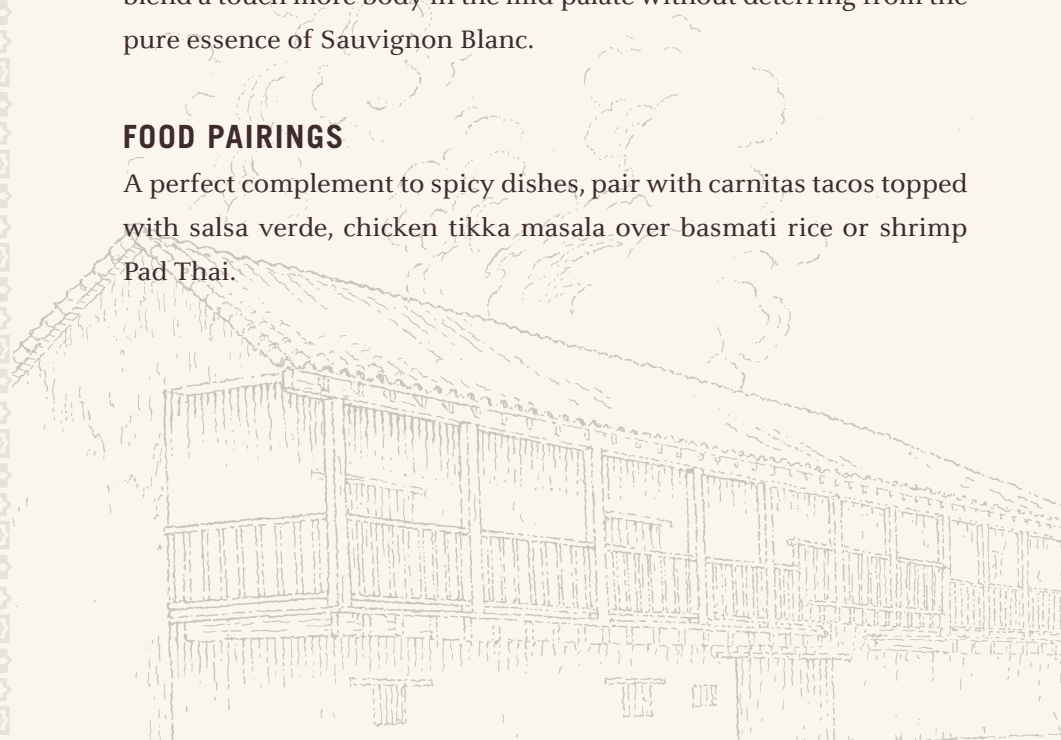 blend a touch more body in the mid palate without deterring from the
pure essence of Sauvignon Blanc.
FOOD PAIRINGS
A perfect complement to spicy dishes, pair with carnitas tacos topped
with salsa verde, chicken tikka masala over basmati rice or shrimp
Pad Thai.